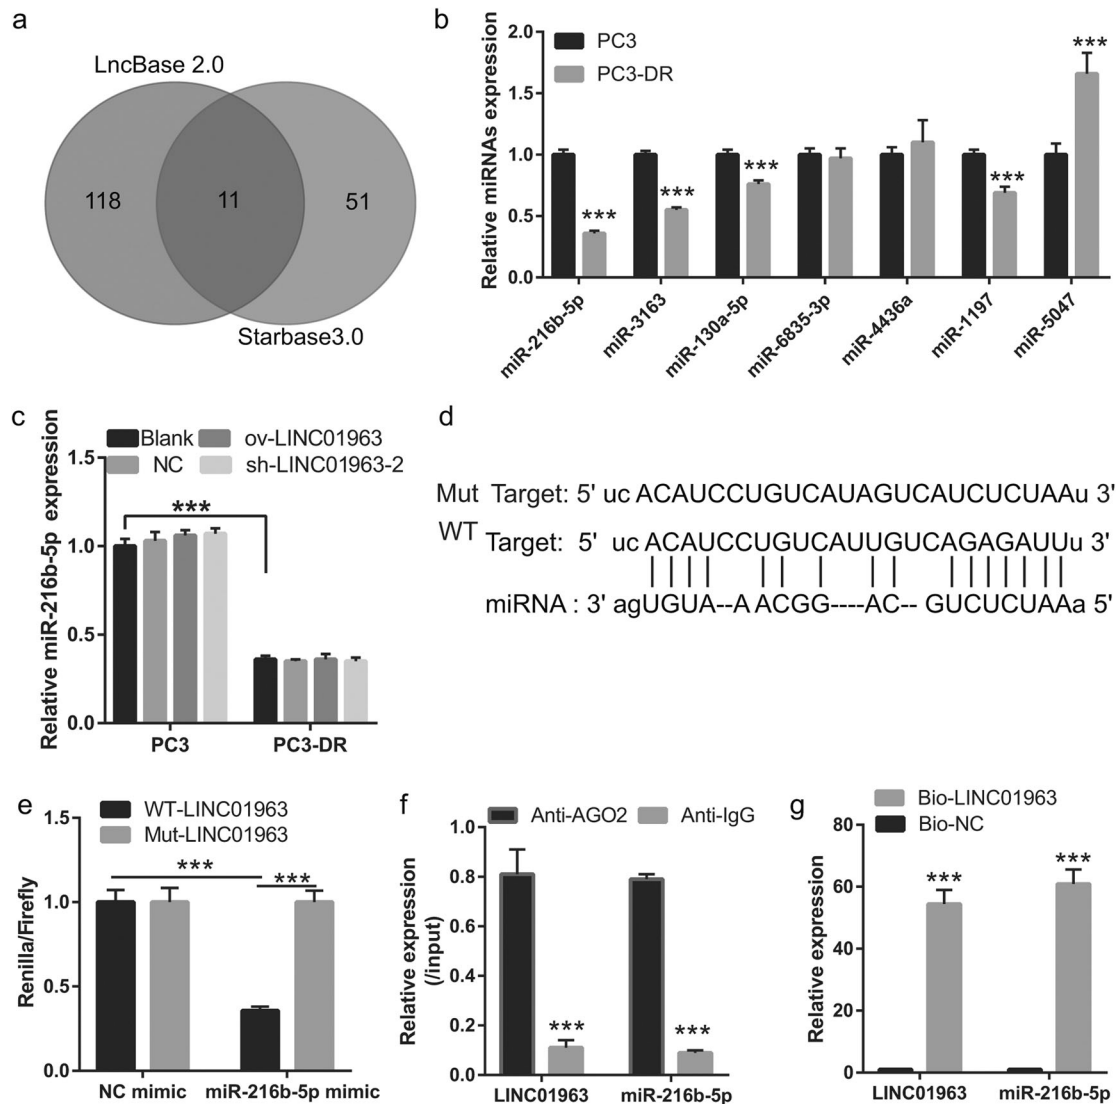 a
LncBase 2.0
118
11
51
Starbase3.0
b
Relative miRNAs expression
2.0
1.5
1.0
0.5
0.0
PC3
PC3-DR
***
***
***
***
***
miR-216b-5p
miR-3163
miR-130a-5p
miR-6835-3p
miR-4436a
miR-1197
miR-5047
c
Relative miR-216b-5p expression
Blank
ov-LINC01963
NC
sh-LINC01963-2
1.5
1.0
0.5
0.0
***
PC3
PC3-DR
d
Mut Target: 5' uc ACAUCCUGUCAUAGUCAUCUCUAAu 3'
WT Target: 5' uc ACAUCCUGUCAUUGUCAGAGAUUu 3'
miRNA : 3' agUGUA--A ACGG----AC-- GUCUCUAAa 5'
e
WT-LINC01963
Mut-LINC01963
Renilla/Firefly
1.5
1.0
0.5
0.0
***
***
NC mimic
miR-216b-5p mimic
f
Anti-AGO2
Anti-IgG
Relative expression
(/input)
1.0
0.8
0.6
0.4
0.2
0.0
***
***
LINC01963
miR-216b-5p
g
Bio-LINC01963
Bio-NC
Relative expression
80
60
40
20
0
***
***
LINC01963
miR-216b-5p